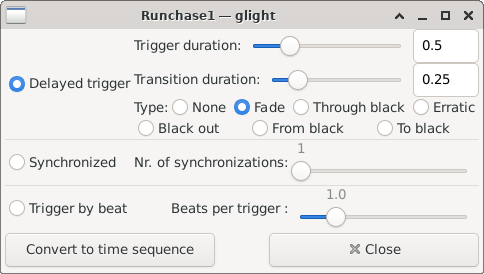 Runchase1 — glight
Trigger duration: 0.5
Delayed trigger
Transition duration: 0.25
Type: None Fade Through black Erratic
Black out From black To black
Synchronized Nr. of synchronizations: 1
Trigger by beat Beats per trigger : 1.0
Convert to time sequence Close